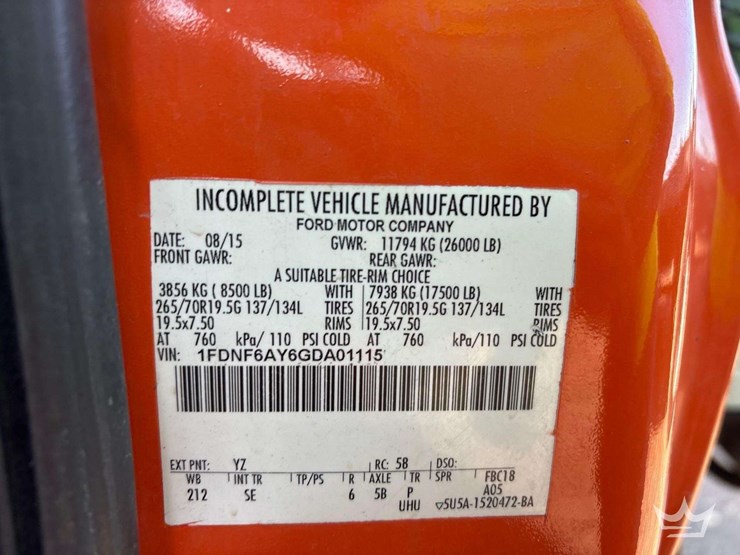 INCOMPLETE VEHICLE MANUFACTURED BY
FORD MOTOR COMPANY
DATE: 08/15 GVWR: 11794 KG (26000 LB)
FRONT GAWR: REAR GAWR:
A SUITABLE TIRE-RIM CHOICE
3856 KG ( 8500 LB) WITH 7938 KG (17500 LB) WITH
265/70R19.5G 137/134L TIRES 265/70R19.5G 137/134L TIRES
19.5x7.50 RIMS 19.5x7.50 RIMS
AT 760 kPa/ 110 PSI COLD AT 760 kPa/110 PSI COLD
VIN: 1FDNF6AY6GDA01115
EXT PNT: YZ RC: 58 DSO:
WB INT TR TP/PS R AXLE TR SPR FBC18
212 SE 6 5B P A05
UHU ▽5U5A-1520472-BA